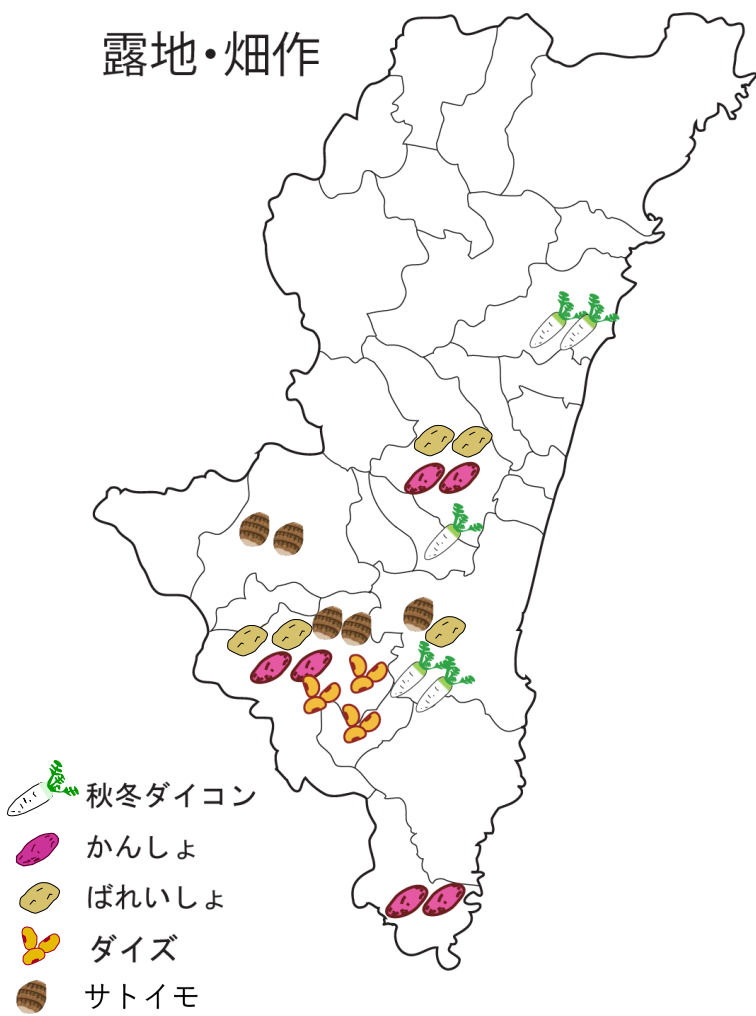 露地・畑作
秋冬ダイコン
かんしょ
ばれいしょ
ダイズ
サトイモ